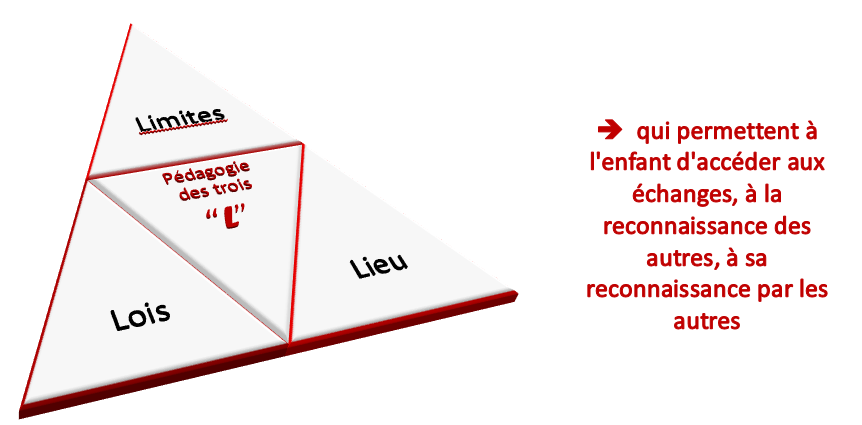 Limites
Pédagogie
des trois
“L”
Lois
Lieu
➔ qui permettent à
l'enfant d'accéder aux
échanges, à la
reconnaissance des
autres, à sa
reconnaissance par les
autres